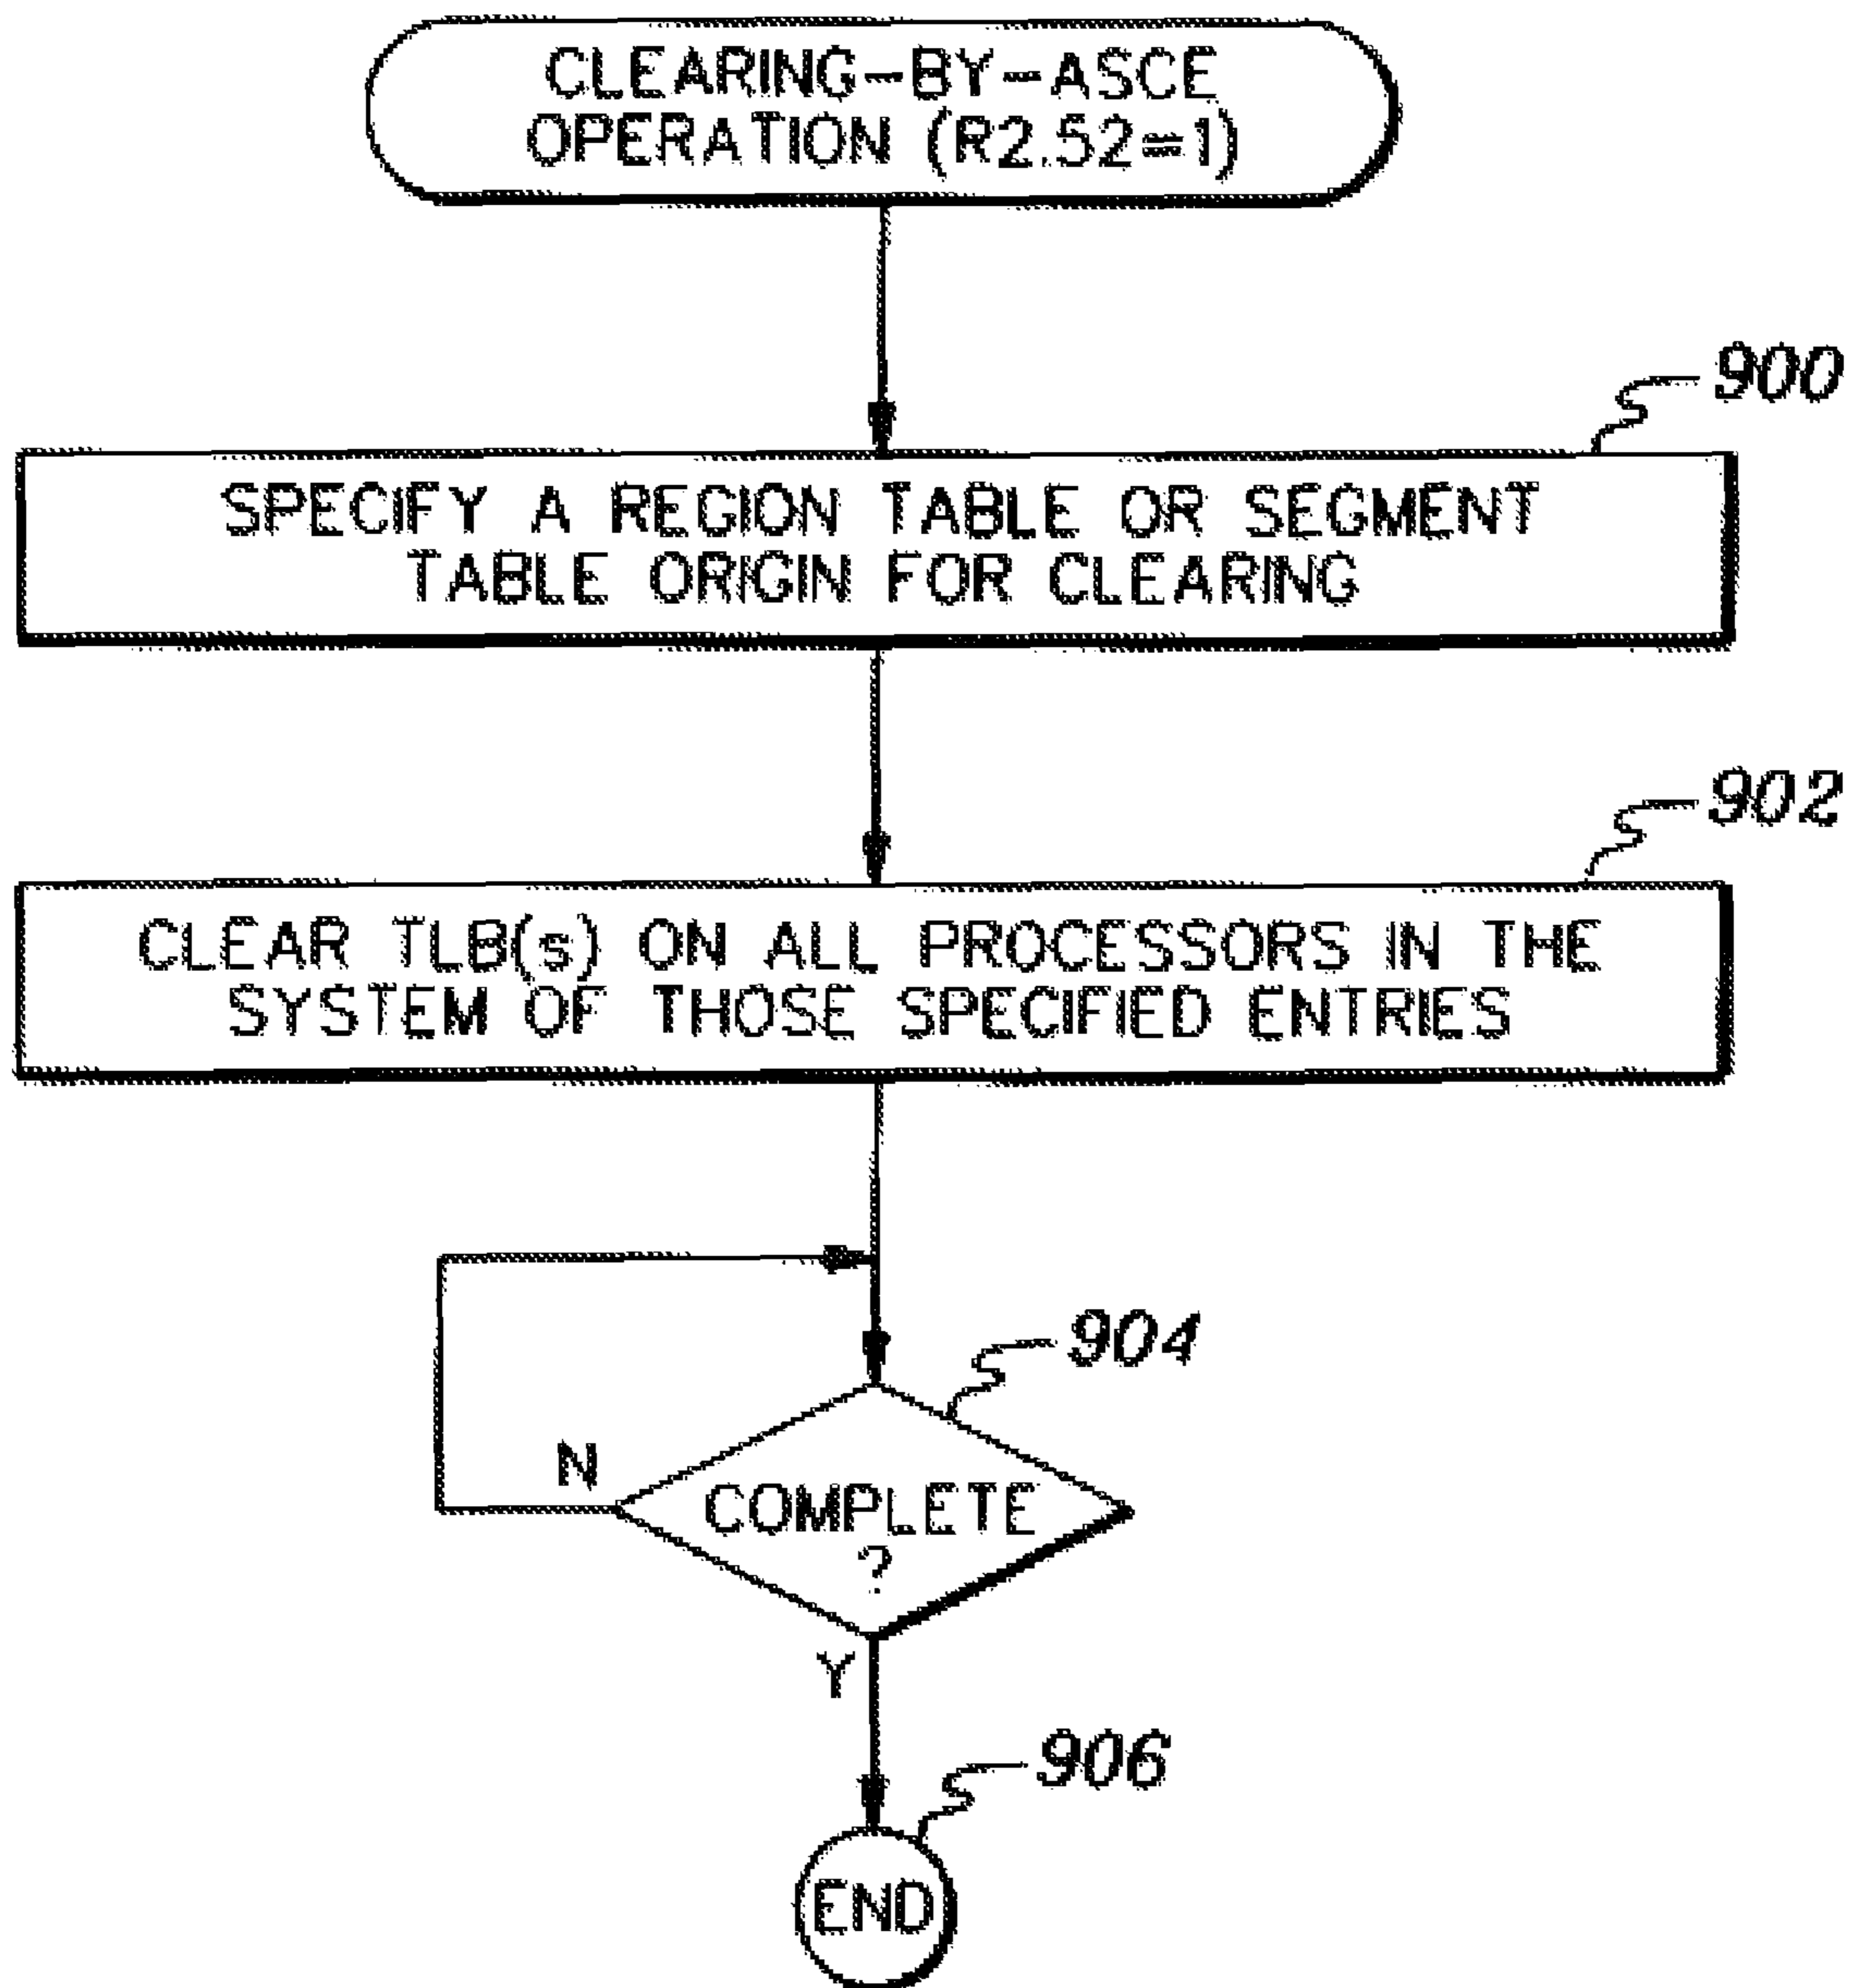 CLEARING-BY-ASCE
OPERATION (R2.52=1)
900
SPECIFY A REGION TABLE OR SEGMENT
TABLE ORIGIN FOR CLEARING
902
CLEAR TLB(s) ON ALL PROCESSORS IN THE
SYSTEM OF THOSE SPECIFIED ENTRIES
904
N
COMPLETE
?
Y
906
END